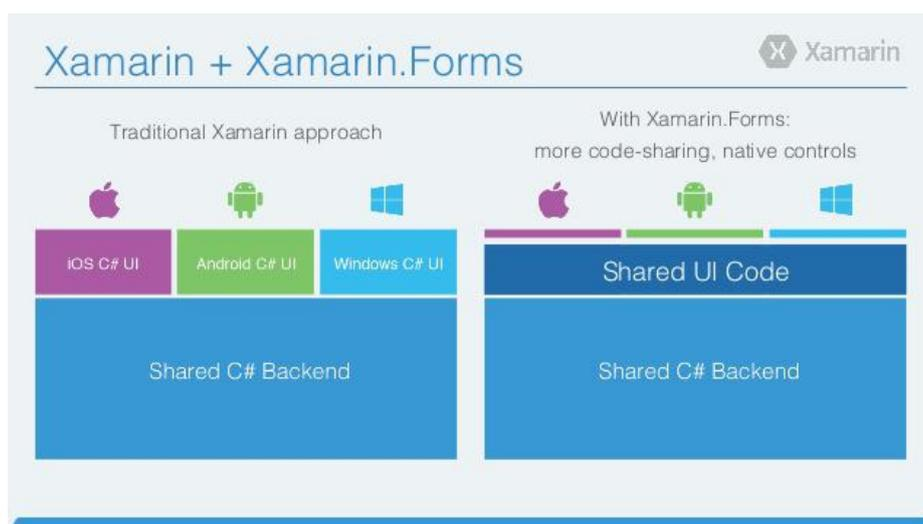 Xamarin + Xamarin.Forms
X Xamarin
Traditional Xamarin approach
With Xamarin.Forms:
more code-sharing, native controls
iOS C# UI
Android C# UI
Windows C# UI
Shared C# Backend
Shared UI Code
Shared C# Backend